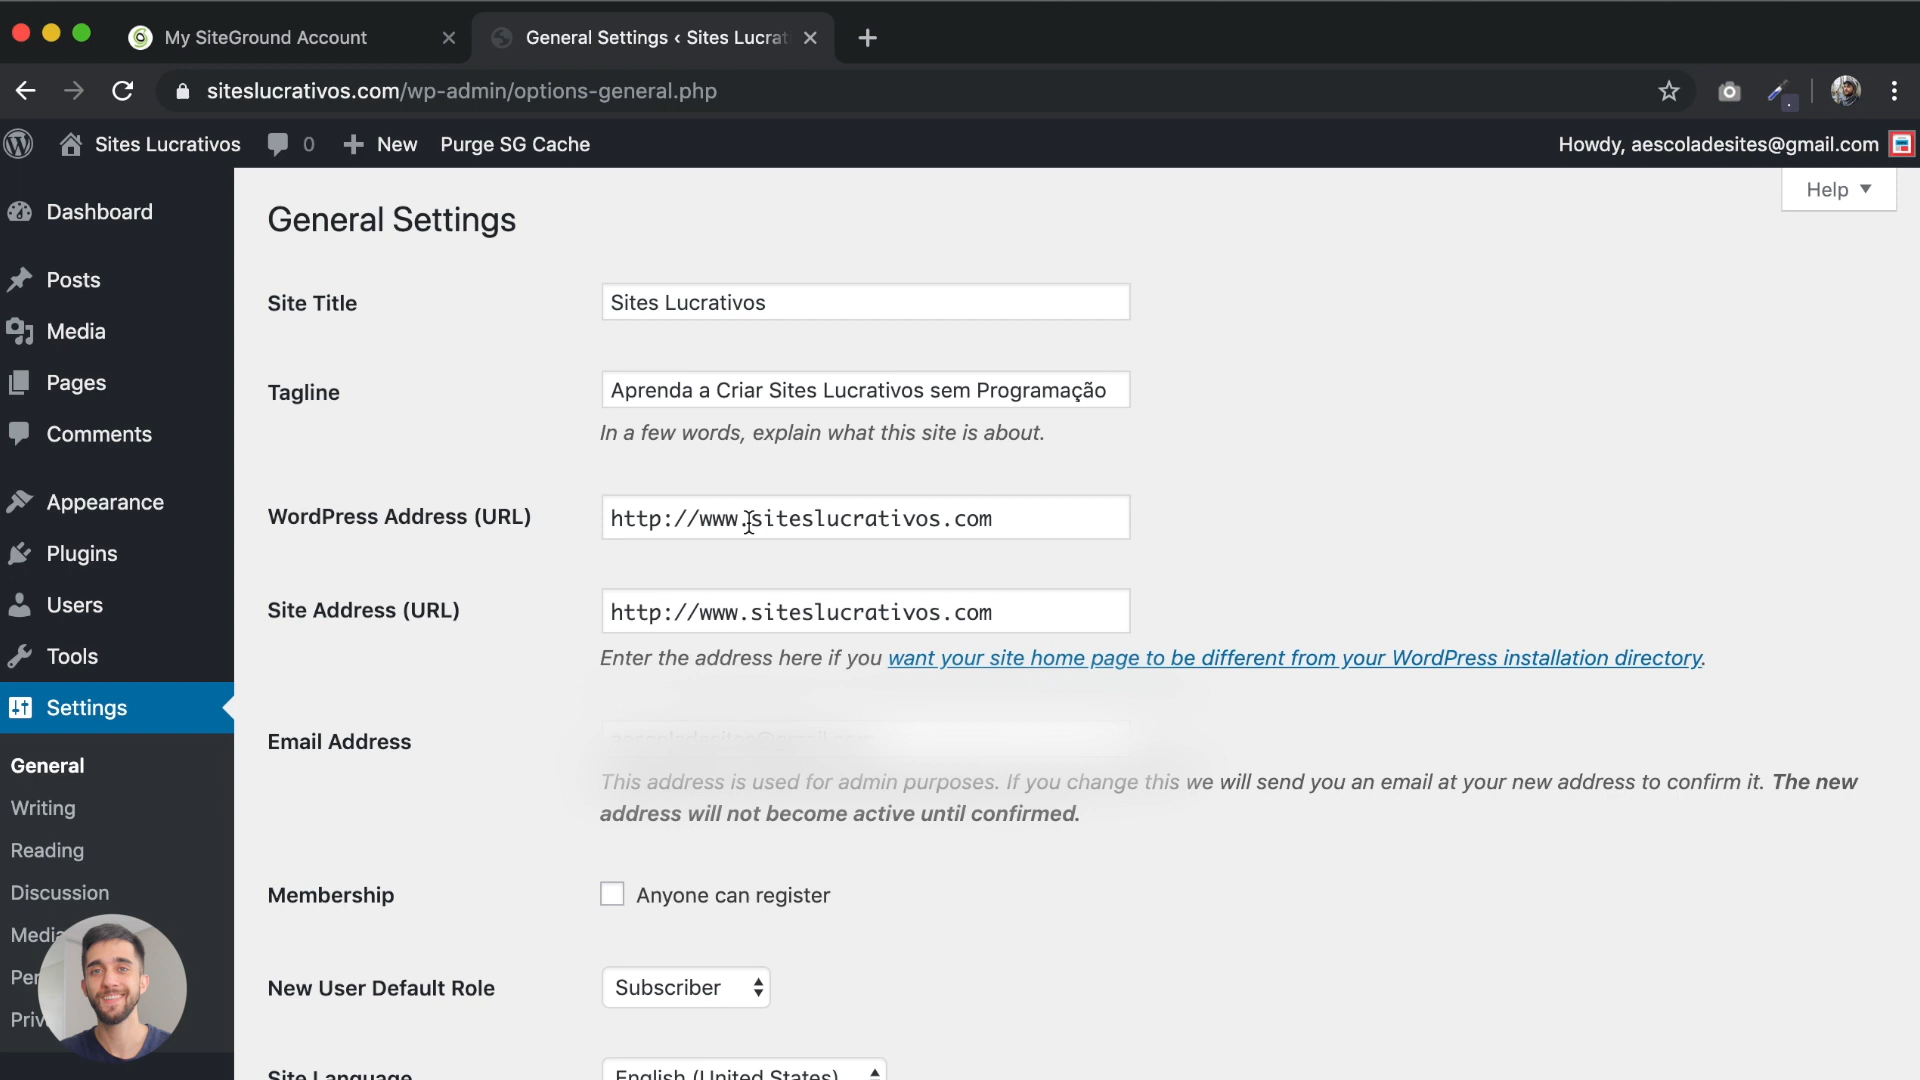 My SiteGround Account
General Settings ‹ Sites Lucrati
siteslucrativos.com/wp-admin/options-general.php
Sites Lucrativos
0
New
Purge SG Cache
Howdy, aescoladesites@gmail.com
Dashboard
Posts
Media
Pages
Comments
Appearance
Plugins
Users
Tools
Settings
General
Writing
Reading
Discussion
Help
General Settings
Site Title
Sites Lucrativos
Tagline
Aprenda a Criar Sites Lucrativos sem Programação
In a few words, explain what this site is about.
WordPress Address (URL)
http://www.siteslucrativos.com
Site Address (URL)
http://www.siteslucrativos.com
Enter the address here if you want your site home page to be different from your WordPress installation directory.
Email Address
This address is used for admin purposes. If you change this we will send you an email at your new address to confirm it. The new
address will not become active until confirmed.
Membership
Anyone can register
New User Default Role
Subscriber
Site Language
English (United States)